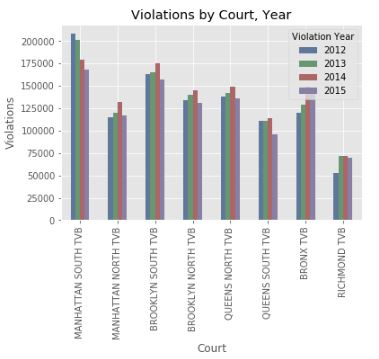 Violations by Court, Year
Violation Year
2012
2013
2014
2015
200000
175000
150000
125000
100000
75000
50000
25000
0
Violations
MANHATTAN SOUTH TVB
MANHATTAN NORTH TVB
BROOKLYN SOUTH TVB
BROOKLYN NORTH TVB
QUEENS NORTH TVB
QUEENS SOUTH TVB
BRONX TVB
RICHMOND TVB
Court